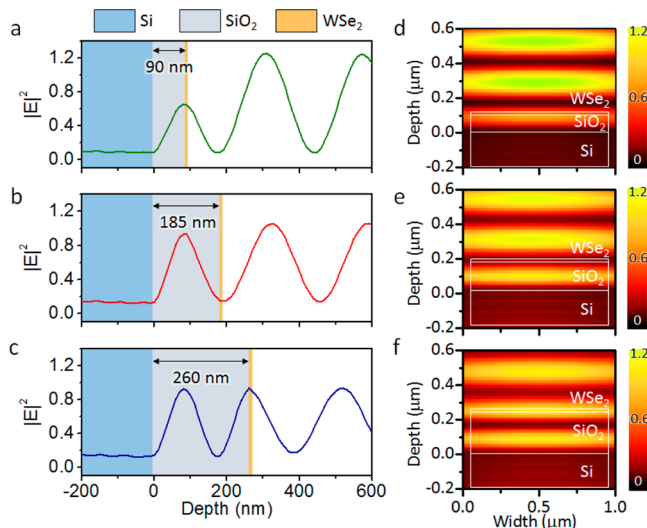 Si SiO₂ WSe₂
a
|E|²
1.2
0.8
0.4
0.0
90 nm
b
|E|²
1.2
0.8
0.4
0.0
185 nm
c
|E|²
1.2
0.8
0.4
0.0
260 nm
-200 0 200 400 600
Depth (nm)
d
Depth (μm)
0.6
0.4
0.2
0.0
-0.2
WSe₂
SiO₂
Si
1.2
0.6
0
e
Depth (μm)
0.6
0.4
0.2
0.0
-0.2
WSe₂
SiO₂
Si
1.2
0.6
0
f
Depth (μm)
0.6
0.4
0.2
0.0
-0.2
WSe₂
SiO₂
Si
1.2
0.6
0
0.0 0.5 1.0
Width (μm)